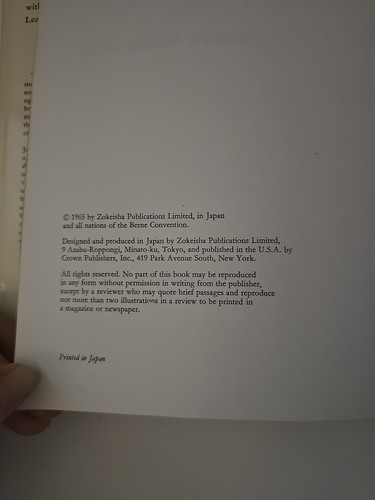 © 1965 by Zokeisha Publications Limited, in Japan
and all nations of the Berne Convention.
Designed and produced in Japan by Zokeisha Publications Limited,
9 Azabu-Roppongi, Minato-ku, Tokyo, and published in the U.S.A. by
Crown Publishers, Inc., 419 Park Avenue South, New York.
All rights reserved. No part of this book may be reproduced
in any form without permission in writing from the publisher,
except by a reviewer who may quote brief passages and reproduce
not more than two illustrations in a review to be printed in
a magazine or newspaper.
Printed in Japan